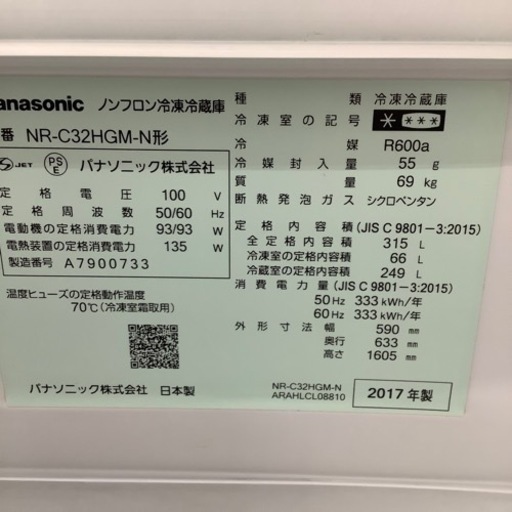 anasonic ノンフロン冷凍冷蔵庫
番 NR-C32HGM-N形
JET PSE パナソニック株式会社
定格電圧 100 V
定格周波数 50/60 Hz
電動機の定格消費電力 93/93 W
電熱装置の定格消費電力 135 W
製造番号 A7900733
温度ヒューズの定格動作温度
70℃(冷凍室霜取用)
パナソニック株式会社 日本製
種類 冷凍冷蔵庫
冷凍室の記号 * ***
冷媒 R600a
冷媒封入量 55 g
質量 69 kg
断熱発泡ガス シクロペンタン
定格内容積 (JIS C 9801-3:2015)
全定格内容積 315 L
冷凍室の定格内容積 66 L
冷蔵室の定格内容積 249 L
消費電力量 (JIS C 9801-3:2015)
50Hz 333 kWh/年
60Hz 333 kWh/年
外形寸法 幅 590 mm
奥行 633 mm
高さ 1605 mm
NR-C32HGM-N
ARAHLCL08810
2017年製